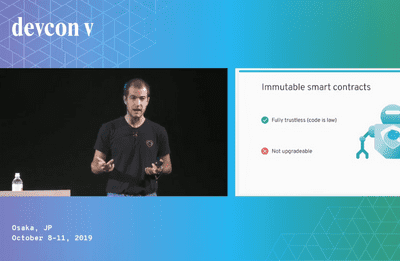 devcon v
Immutable smart contracts
Fully trustless (code is law)
Not upgradeable
Osaka, JP
October 8–11, 2019